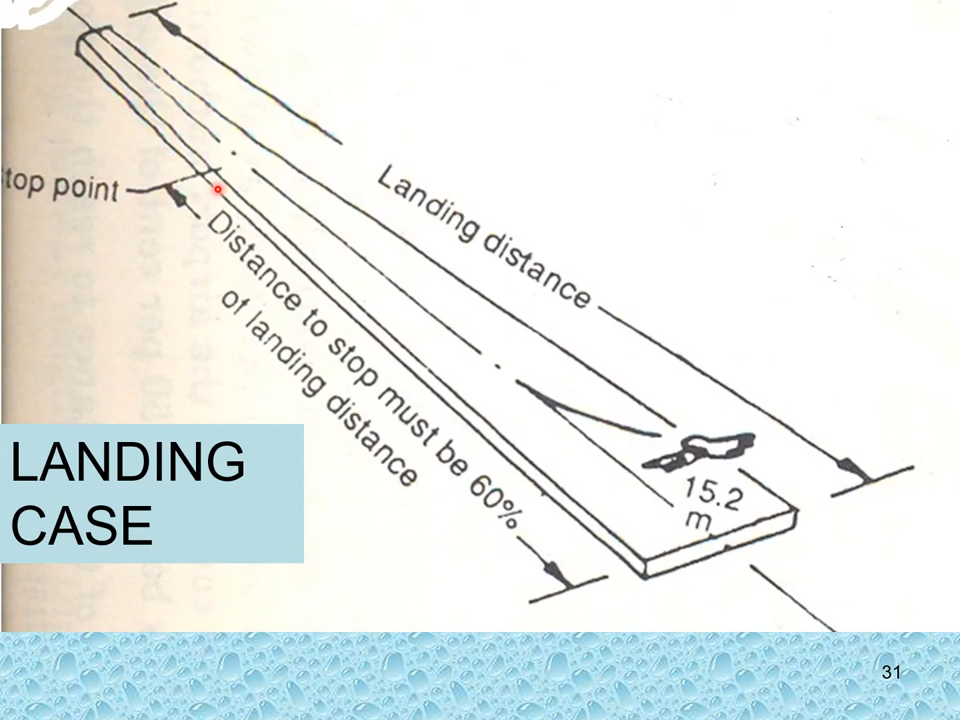 top point
Landing distance
Distance to stop must be 60%
of landing distance
15.2
m
LANDING
CASE
31